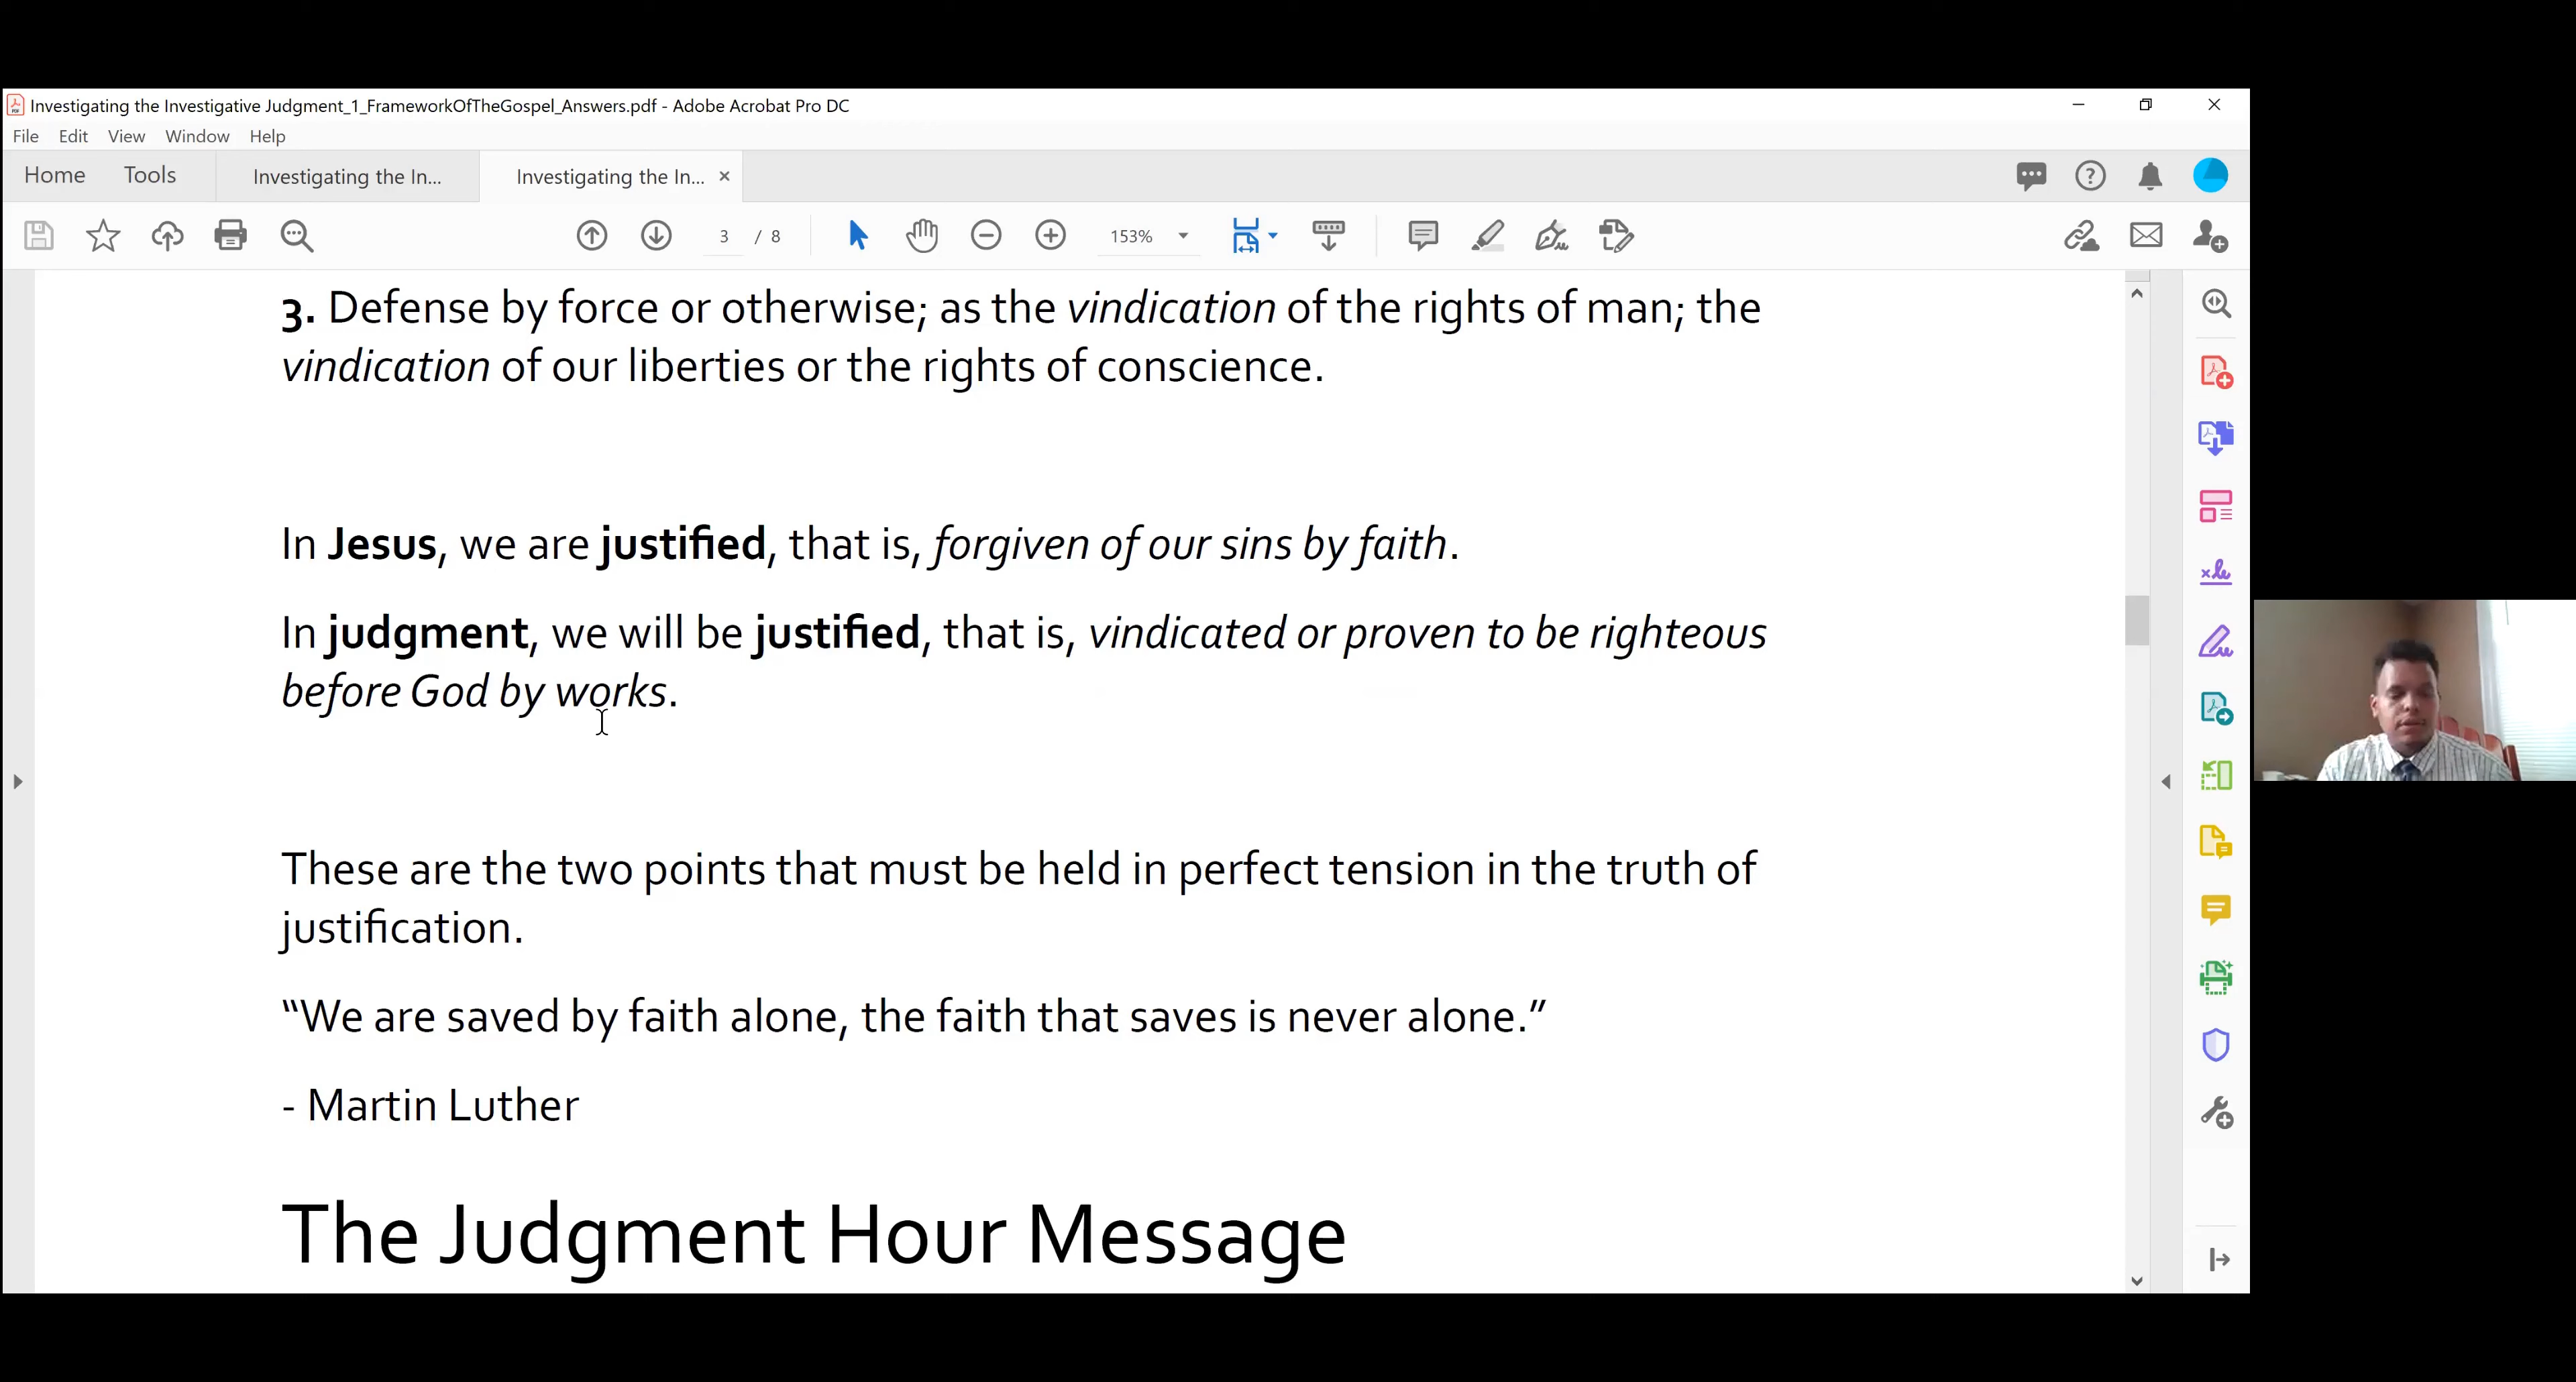 Investigating the Investigative Judgment_1_FrameworkOfTheGospel_Answers.pdf - Adobe Acrobat Pro DC
File Edit View Window Help
Home Tools Investigating the In... Investigating the In...
3 / 8 153%
3. Defense by force or otherwise; as the vindication of the rights of man; the
vindication of our liberties or the rights of conscience.
In Jesus, we are justified, that is, forgiven of our sins by faith.
In judgment, we will be justified, that is, vindicated or proven to be righteous
before God by works.
These are the two points that must be held in perfect tension in the truth of
justification.
“We are saved by faith alone, the faith that saves is never alone.”
- Martin Luther
The Judgment Hour Message